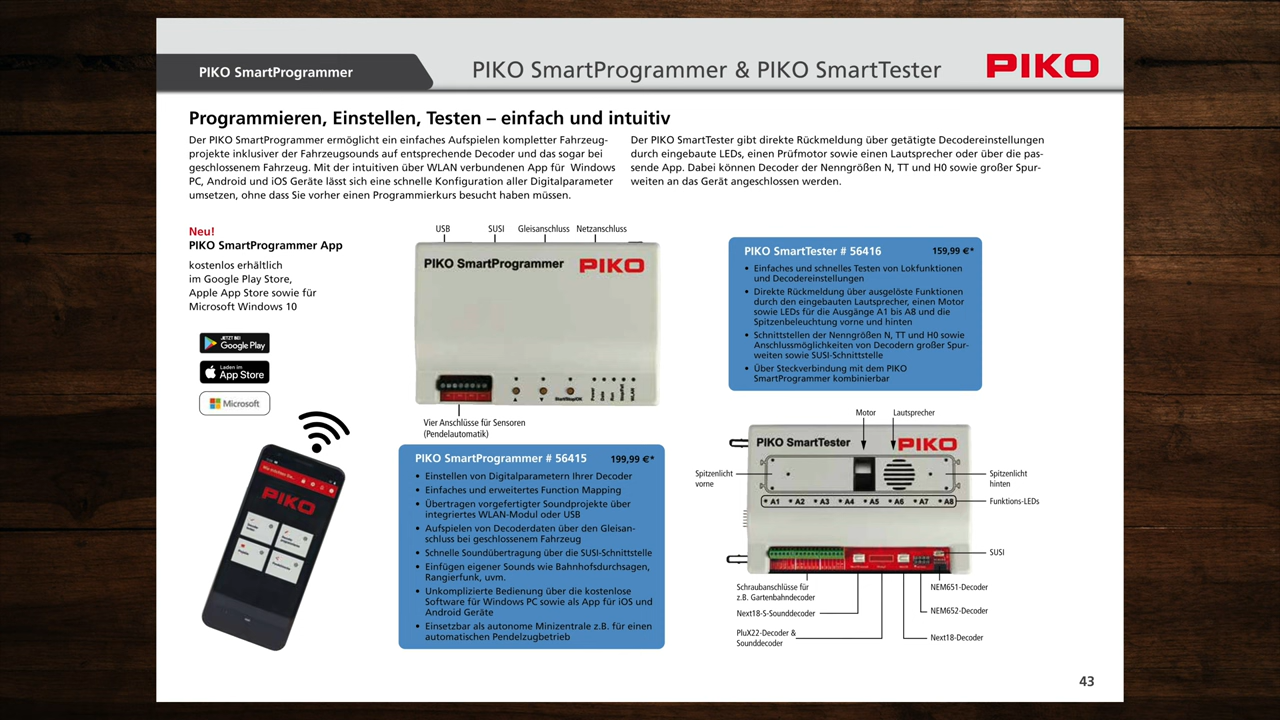 PIKO SmartProgrammer
PIKO SmartProgrammer & PIKO SmartTester
PIKO
Programmieren, Einstellen, Testen – einfach und intuitiv
Der PIKO SmartProgrammer ermöglicht ein einfaches Aufspielen kompletter Fahrzeug-
projekte inklusiver der Fahrzeugsounds auf entsprechende Decoder und das sogar bei
geschlossenem Fahrzeug. Mit der intuitiven über WLAN verbundenen App für Windows
PC, Android und iOS Geräte lässt sich eine schnelle Konfiguration aller Digitalparameter
umsetzen, ohne dass Sie vorher einen Programmierkurs besucht haben müssen.
Der PIKO SmartTester gibt direkte Rückmeldung über getätigte Decodereinstellungen
durch eingebaute LEDs, einen Prüfmotor sowie einen Lautsprecher oder über die pas-
sende App. Dabei können Decoder der Nenngrößen N, TT und H0 sowie großer Spur-
weiten an das Gerät angeschlossen werden.
Neu!
PIKO SmartProgrammer App
kostenlos erhältlich
im Google Play Store,
Apple App Store sowie für
Microsoft Windows 10
JETZT BEI
Google Play
Laden im
App Store
Microsoft
PIKO
USB
SUSI
Gleisanschluss
Netzanschluss
PIKO SmartProgrammer
PIKO
Start/Stop/OK
Power
Data
Run
Stop/Prog
WLAN
Vier Anschlüsse für Sensoren
(Pendelautomatik)
PIKO SmartProgrammer # 56415 199,99 €*
• Einstellen von Digitalparametern Ihrer Decoder
• Einfaches und erweitertes Function Mapping
• Übertragen vorgefertigter Soundprojekte über
integriertes WLAN-Modul oder USB
• Aufspielen von Decoderdaten über den Gleisan-
schluss bei geschlossenem Fahrzeug
• Schnelle Soundübertragung über die SUSI-Schnittstelle
• Einfügen eigener Sounds wie Bahnhofsdurchsagen,
Rangierfunk, uvm.
• Unkomplizierte Bedienung über die kostenlose
Software für Windows PC sowie als App für iOS und
Android Geräte
• Einsetzbar als autonome Minizentrale z.B. für einen
automatischen Pendelzugbetrieb
PIKO SmartTester # 56416 159,99 €*
• Einfaches und schnelles Testen von Lokfunktionen
und Decodereinstellungen
• Direkte Rückmeldung über ausgelöste Funktionen
durch den eingebauten Lautsprecher, einen Motor
sowie LEDs für die Ausgänge A1 bis A8 und die
Spitzenbeleuchtung vorne und hinten
• Schnittstellen der Nenngrößen N, TT und H0 sowie
Anschlussmöglichkeiten von Decodern großer Spur-
weiten sowie SUSI-Schnittstelle
• Über Steckverbindung mit dem PIKO
SmartProgrammer kombinierbar
Motor
Lautsprecher
PIKO SmartTester
PIKO
Spitzenlicht
vorne
Spitzenlicht
hinten
A1 A2 A3 A4 A5 A6 A7 A8
Funktions-LEDs
SUSI
Schraubanschlüsse für
z.B. Gartenbahndecoder
NEM651-Decoder
Next18-S-Sounddecoder
NEM652-Decoder
PluX22-Decoder &
Sounddecoder
Next18-Decoder
43